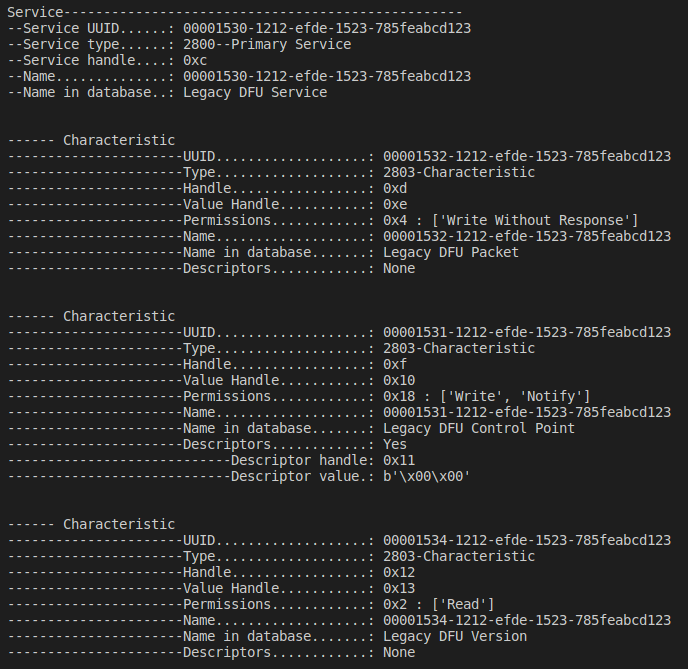 Service--------------------------------------------------
--Service UUID......: 00001530-1212-efde-1523-785feabcd123
--Service type......: 2800--Primary Service
--Service handle....: 0xc
--Name..............: 00001530-1212-efde-1523-785feabcd123
--Name in database..: Legacy DFU Service
------ Characteristic
----------------------UUID...................: 00001532-1212-efde-1523-785feabcd123
----------------------Type...................: 2803-Characteristic
----------------------Handle.................: 0xd
----------------------Value Handle...........: 0xe
----------------------Permissions............: 0x4 : ['Write Without Response']
----------------------Name...................: 00001532-1212-efde-1523-785feabcd123
----------------------Name in database.......: Legacy DFU Packet
----------------------Descriptors............: None
------ Characteristic
----------------------UUID...................: 00001531-1212-efde-1523-785feabcd123
----------------------Type...................: 2803-Characteristic
----------------------Handle.................: 0xf
----------------------Value Handle...........: 0x10
----------------------Permissions............: 0x18 : ['Write', 'Notify']
----------------------Name...................: 00001531-1212-efde-1523-785feabcd123
----------------------Name in database.......: Legacy DFU Control Point
----------------------Descriptors............: Yes
----------------------------Descriptor handle: 0x11
----------------------------Descriptor value.: b'\x00\x00'
------ Characteristic
----------------------UUID...................: 00001534-1212-efde-1523-785feabcd123
----------------------Type...................: 2803-Characteristic
----------------------Handle.................: 0x12
----------------------Value Handle...........: 0x13
----------------------Permissions............: 0x2 : ['Read']
----------------------Name...................: 00001534-1212-efde-1523-785feabcd123
----------------------Name in database.......: Legacy DFU Version
----------------------Descriptors............: None